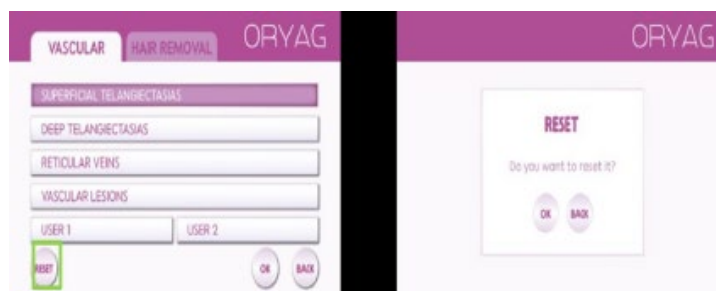 VASCULAR
HAIR REMOVAL
ORYAG
SUPERFICIAL TELANGIECTASIAS
DEEP TELANGIECTASIAS
RETICULAR VEINS
VASCULAR LESIONS
USER 1
USER 2
RESET
OK
BACK
ORYAG
RESET
Do you want to reset it?
OK
BACK